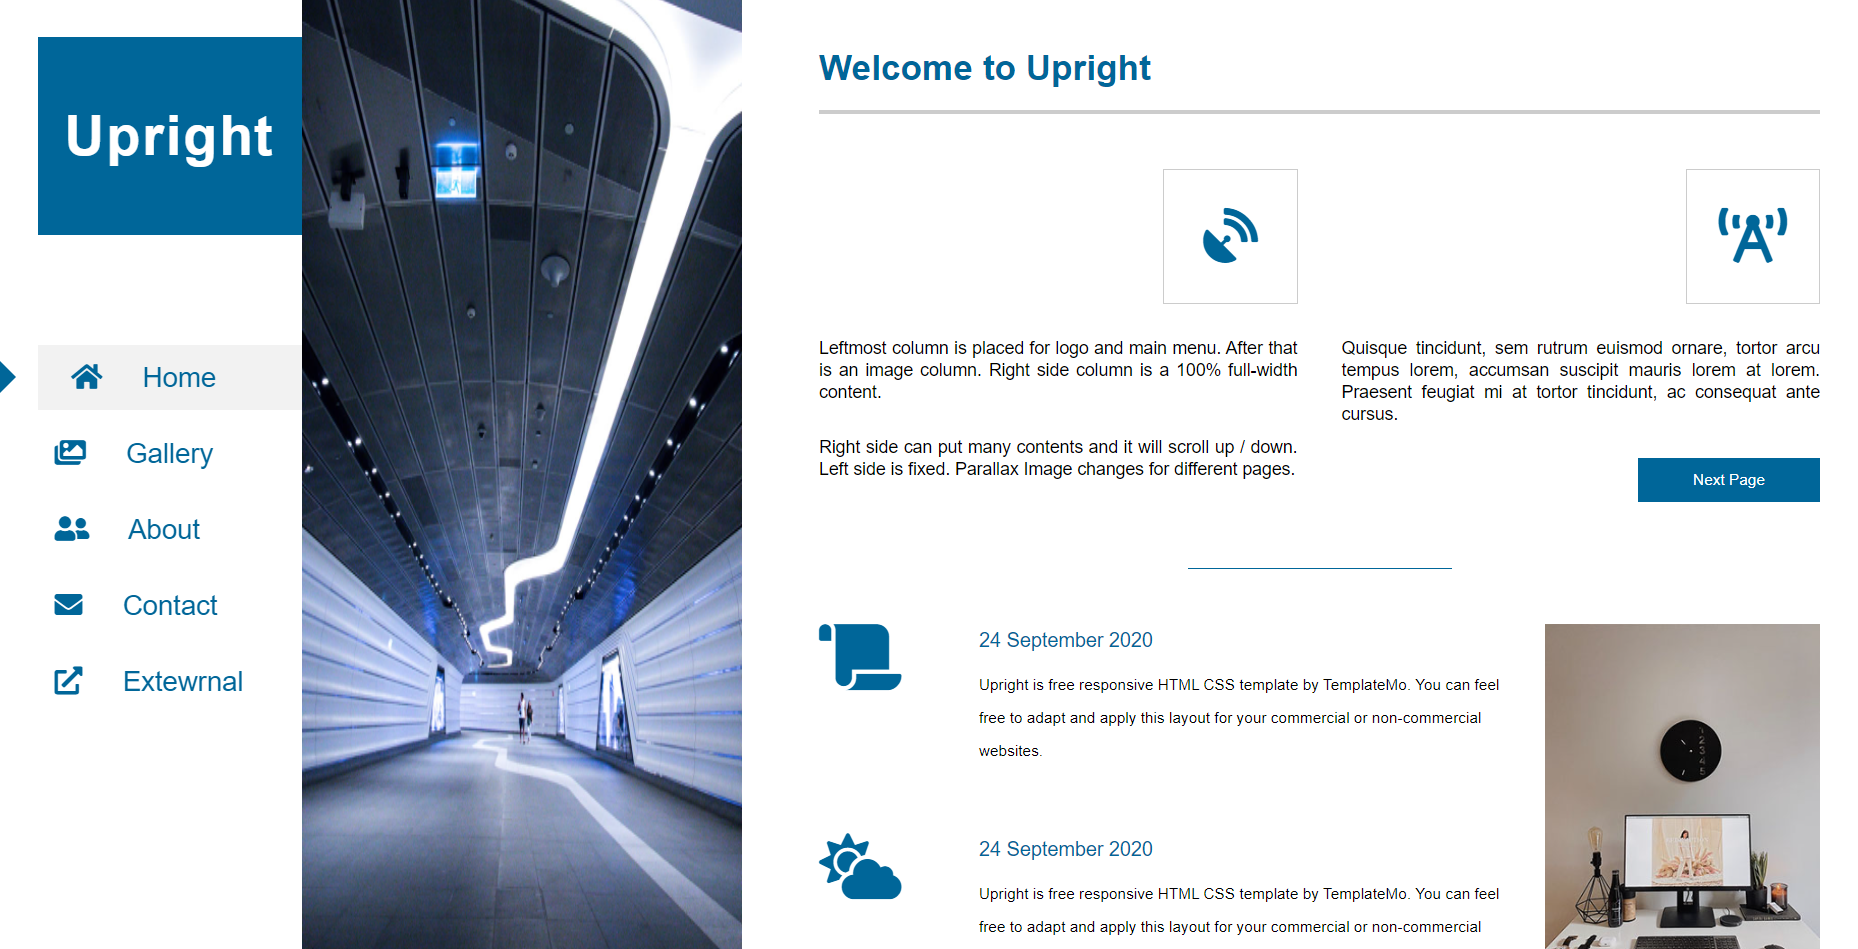 Upright
Home
Gallery
About
Contact
Extewrnal
Welcome to Upright
Leftmost column is placed for logo and main menu. After that
is an image column. Right side column is a 100% full-width
content.
Right side can put many contents and it will scroll up / down.
Left side is fixed. Parallax Image changes for different pages.
Quisque tincidunt, sem rutrum euismod ornare, tortor arcu
tempus lorem, accumsan suscipit mauris lorem at lorem.
Praesent feugiat mi at tortor tincidunt, ac consequat ante
cursus.
Next Page
24 September 2020
Upright is free responsive HTML CSS template by TemplateMo. You can feel
free to adapt and apply this layout for your commercial or non-commercial
websites.
24 September 2020
Upright is free responsive HTML CSS template by TemplateMo. You can feel
free to adapt and apply this layout for your commercial or non-commercial